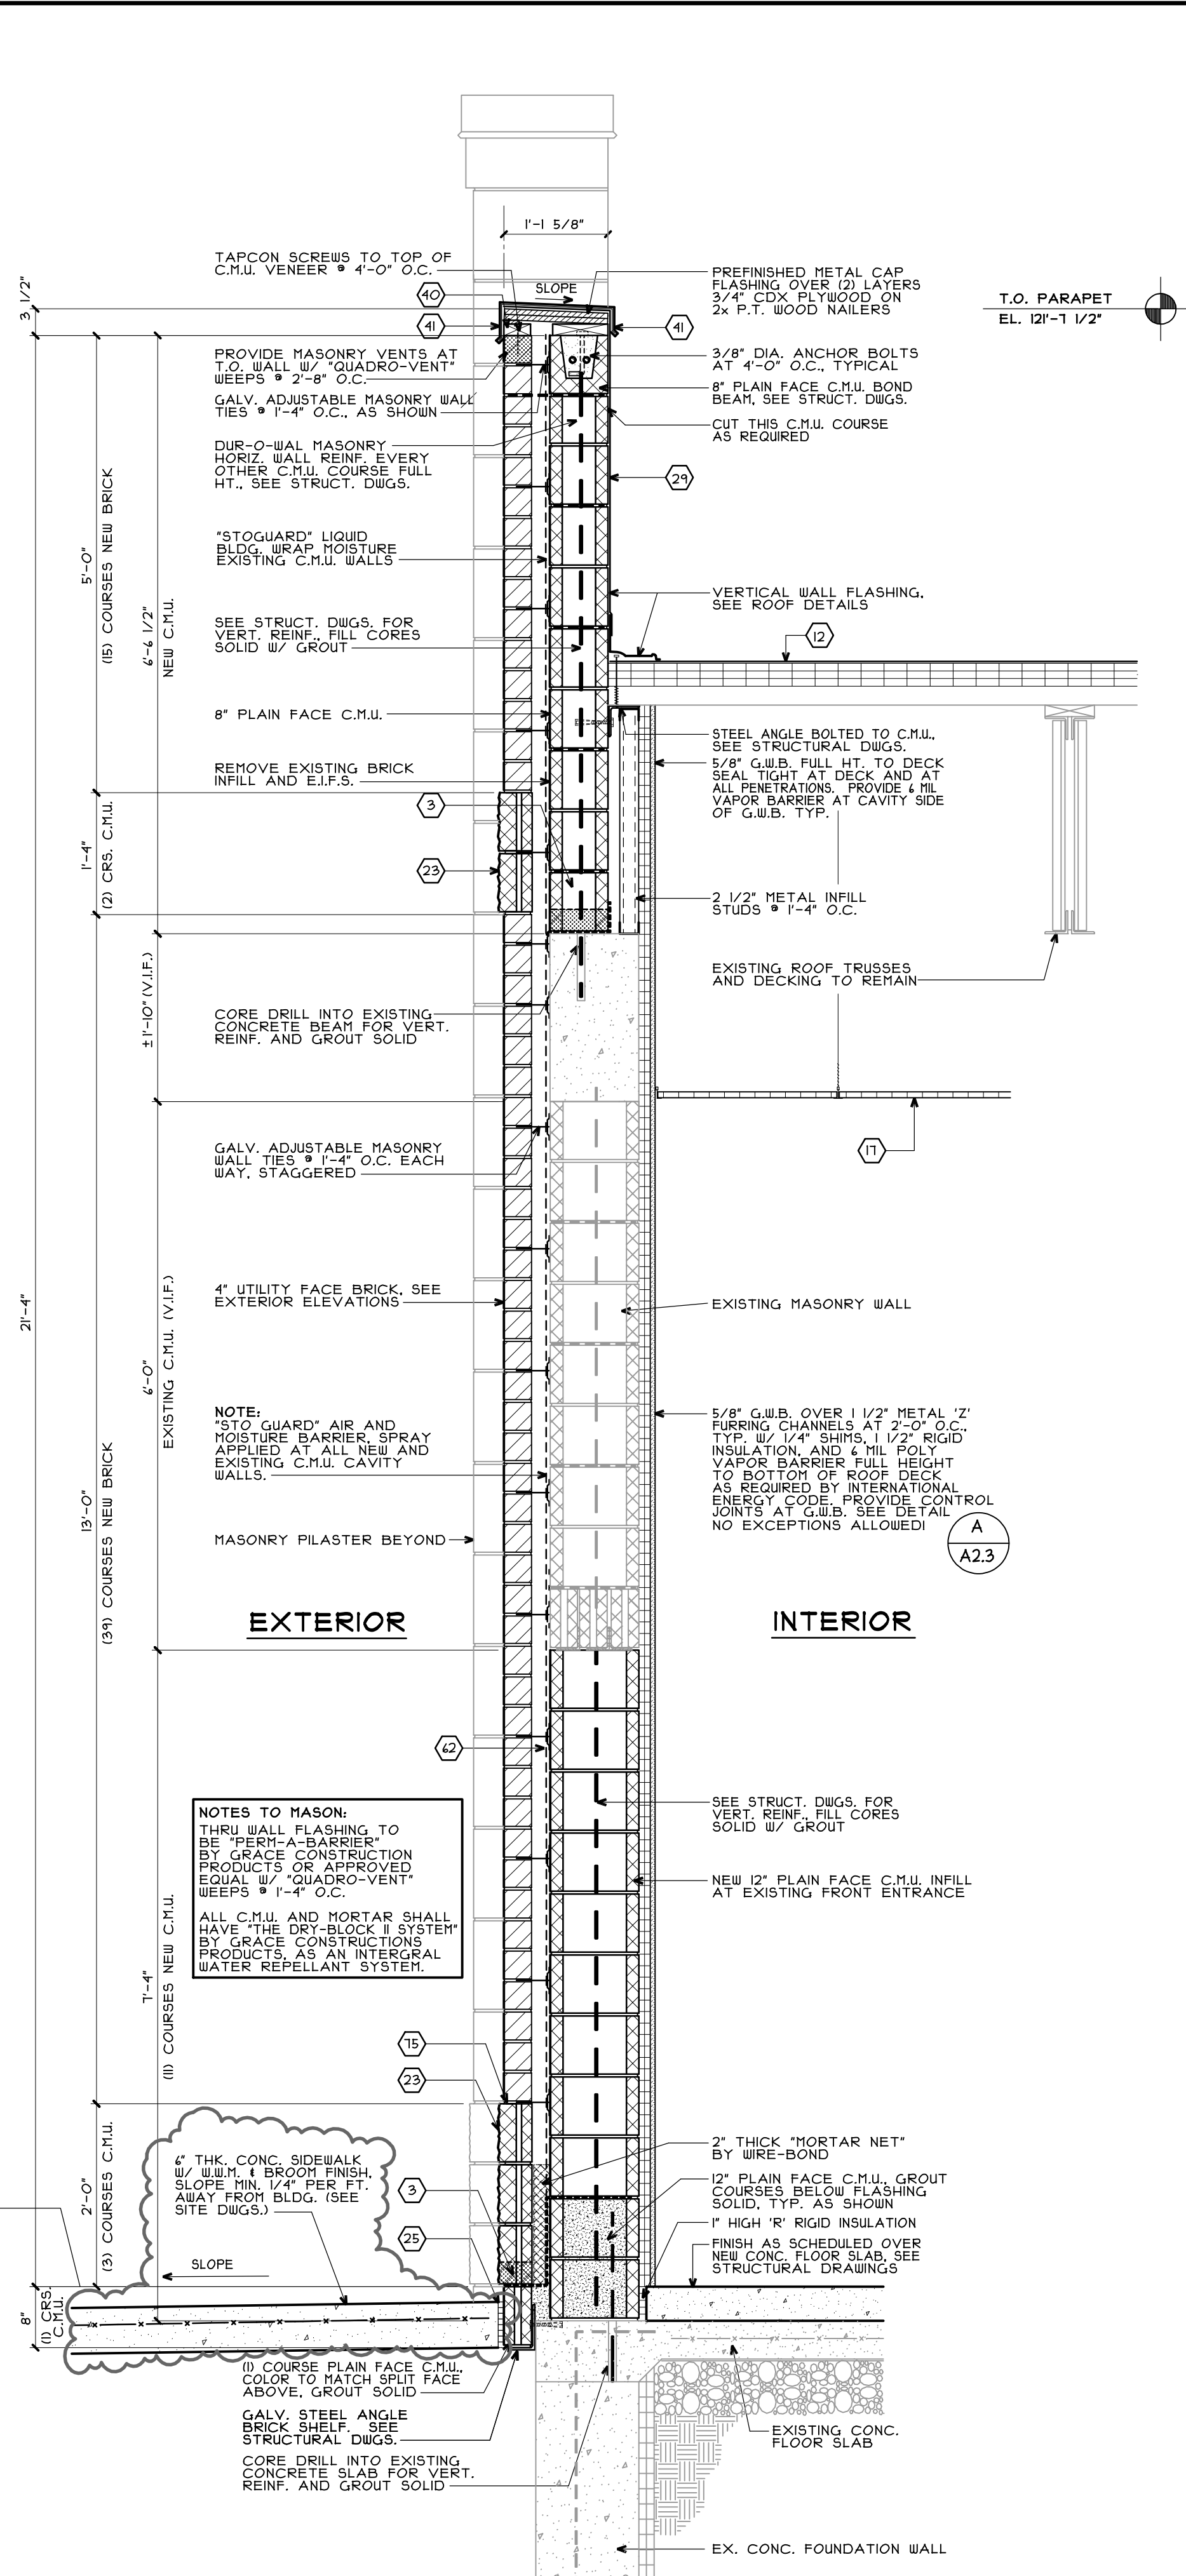 1'-1 5/8"
TAPCON SCREWS TO TOP OF
C.M.U. VENEER @ 4'-0" O.C.
40
41
SLOPE
PREFINISHED METAL CAP
FLASHING OVER (2) LAYERS
3/4" CDX PLYWOOD ON
2x P.T. WOOD NAILERS
41
T.O. PARAPET
EL. 121'-7 1/2"
3 1/2"
PROVIDE MASONRY VENTS AT
T.O. WALL W/ "QUADRO-VENT"
WEEPS @ 2'-8" O.C.
3/8" DIA. ANCHOR BOLTS
AT 4'-0" O.C., TYPICAL
8" PLAIN FACE C.M.U. BOND
BEAM, SEE STRUCT. DWGS.
GALV. ADJUSTABLE MASONRY WALL
TIES @ 1'-4" O.C., AS SHOWN
CUT THIS C.M.U. COURSE
AS REQUIRED
DUR-O-WAL MASONRY
HORIZ. WALL REINF. EVERY
OTHER C.M.U. COURSE FULL
HT., SEE STRUCT. DWGS.
29
"STOGUARD" LIQUID
BLDG. WRAP MOISTURE
EXISTING C.M.U. WALLS
5'-0"
(15) COURSES NEW BRICK
6'-6 1/2"
NEW C.M.U.
VERTICAL WALL FLASHING,
SEE ROOF DETAILS
SEE STRUCT. DWGS. FOR
VERT. REINF., FILL CORES
SOLID W/ GROUT
12
8" PLAIN FACE C.M.U.
STEEL ANGLE BOLTED TO C.M.U.,
SEE STRUCTURAL DWGS.
5/8" G.W.B. FULL HT. TO DECK
SEAL TIGHT AT DECK AND AT
ALL PENETRATIONS. PROVIDE 6 MIL
VAPOR BARRIER AT CAVITY SIDE
OF G.W.B. TYP.
REMOVE EXISTING BRICK
INFILL AND E.I.F.S.
3
1'-4"
(2) CRS. C.M.U.
23
2 1/2" METAL INFILL
STUDS @ 1'-4" O.C.
EXISTING ROOF TRUSSES
AND DECKING TO REMAIN
±1'-10" (V.I.F.)
CORE DRILL INTO EXISTING
CONCRETE BEAM FOR VERT.
REINF. AND GROUT SOLID
17
GALV. ADJUSTABLE MASONRY
WALL TIES @ 1'-4" O.C. EACH
WAY, STAGGERED
21'-4"
4" UTILITY FACE BRICK, SEE
EXTERIOR ELEVATIONS
EXISTING MASONRY WALL
6'-0"
EXISTING C.M.U. (V.I.F.)
NOTE:
"STO GUARD" AIR AND
MOISTURE BARRIER, SPRAY
APPLIED AT ALL NEW AND
EXISTING C.M.U. CAVITY
WALLS.
5/8" G.W.B. OVER 1 1/2" METAL 'Z'
FURRING CHANNELS AT 2'-0" O.C.,
TYP. W/ 1/4" SHIMS, 1 1/2" RIGID
INSULATION, AND 6 MIL POLY
VAPOR BARRIER FULL HEIGHT
TO BOTTOM OF ROOF DECK
AS REQUIRED BY INTERNATIONAL
ENERGY CODE. PROVIDE CONTROL
JOINTS AT G.W.B. SEE DETAIL
NO EXCEPTIONS ALLOWED!
A
A2.3
13'-0"
(39) COURSES NEW BRICK
MASONRY PILASTER BEYOND
EXTERIOR
INTERIOR
62
NOTES TO MASON:
THRU WALL FLASHING TO
BE "PERM-A-BARRIER"
BY GRACE CONSTRUCTION
PRODUCTS OR APPROVED
EQUAL W/ "QUADRO-VENT"
WEEPS @ 1'-4" O.C.
ALL C.M.U. AND MORTAR SHALL
HAVE "THE DRY-BLOCK II SYSTEM"
BY GRACE CONSTRUCTIONS
PRODUCTS, AS AN INTERGRAL
WATER REPELLANT SYSTEM.
SEE STRUCT. DWGS. FOR
VERT. REINF., FILL CORES
SOLID W/ GROUT
NEW 12" PLAIN FACE C.M.U. INFILL
AT EXISTING FRONT ENTRANCE
7'-4"
(11) COURSES NEW C.M.U.
75
23
2'-0"
(3) COURSES C.M.U.
6" THK. CONC. SIDEWALK
W/ W.W.M. & BROOM FINISH,
SLOPE MIN. 1/4" PER FT.
AWAY FROM BLDG. (SEE
SITE DWGS.)
3
25
2" THICK "MORTAR NET"
BY WIRE-BOND
12" PLAIN FACE C.M.U., GROUT
COURSES BELOW FLASHING
SOLID, TYP. AS SHOWN
1" HIGH 'R' RIGID INSULATION
FINISH AS SCHEDULED OVER
NEW CONC. FLOOR SLAB, SEE
STRUCTURAL DRAWINGS
SLOPE
8"
(1) CRS.
C.M.U.
(1) COURSE PLAIN FACE C.M.U.,
COLOR TO MATCH SPLIT FACE
ABOVE, GROUT SOLID
GALV. STEEL ANGLE
BRICK SHELF. SEE
STRUCTURAL DWGS.
EXISTING CONC.
FLOOR SLAB
CORE DRILL INTO EXISTING
CONCRETE SLAB FOR VERT.
REINF. AND GROUT SOLID
EX. CONC. FOUNDATION WALL